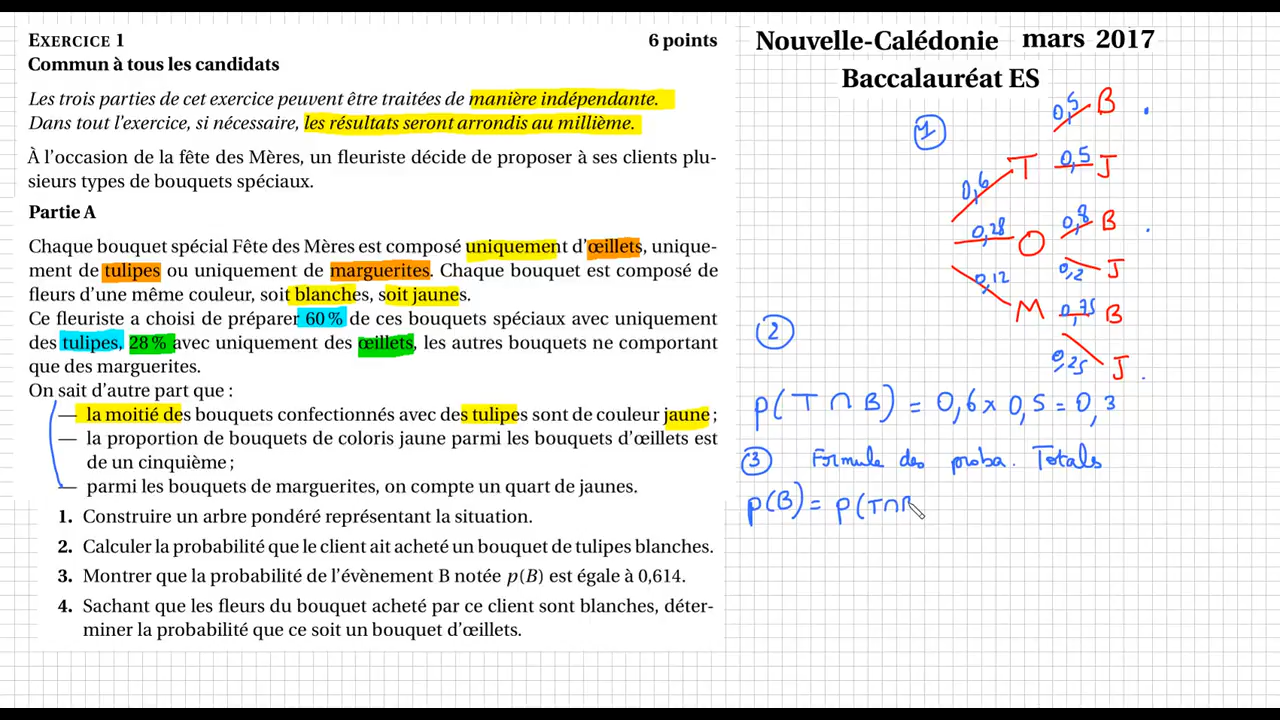 EXERCICE 1 6 points
Commun à tous les candidats
Les trois parties de cet exercice peuvent être traitées de manière indépendante.
Dans tout l'exercice, si nécessaire, les résultats seront arrondis au millième.
À l'occasion de la fête des Mères, un fleuriste décide de proposer à ses clients plu-
sieurs types de bouquets spéciaux.
Partie A
Chaque bouquet spécial Fête des Mères est composé uniquement d'œillets, unique-
ment de tulipes ou uniquement de marguerites. Chaque bouquet est composé de
fleurs d'une même couleur, soit blanches, soit jaunes.
Ce fleuriste a choisi de préparer 60 % de ces bouquets spéciaux avec uniquement
des tulipes, 28 % avec uniquement des œillets, les autres bouquets ne comportant
que des marguerites.
On sait d'autre part que :
— la moitié des bouquets confectionnés avec des tulipes sont de couleur jaune ;
— la proportion de bouquets de coloris jaune parmi les bouquets d'œillets est
de un cinquième ;
— parmi les bouquets de marguerites, on compte un quart de jaunes.
1. Construire un arbre pondéré représentant la situation.
2. Calculer la probabilité que le client ait acheté un bouquet de tulipes blanches.
3. Montrer que la probabilité de l'évènement B notée p(B) est égale à 0,614.
4. Sachant que les fleurs du bouquet acheté par ce client sont blanches, déter-
miner la probabilité que ce soit un bouquet d'œillets.
Nouvelle-Calédonie mars 2017
Baccalauréat ES
1
0,5 B
0,6 T 0,5 J
0,8 B
0,28 O
0,2 J
0,12
M 0,75 B
0,25 J
2
p(T∩B) = 0,6 × 0,5 = 0,3
3 Formule des proba. Totals
p(B) = p(T∩B